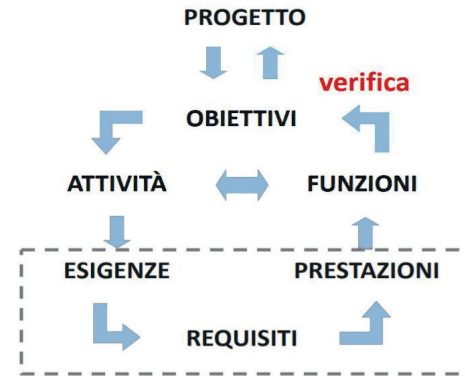 PROGETTO
verifica
OBIETTIVI
ATTIVITÀ
FUNZIONI
ESIGENZE
PRESTAZIONI
REQUISITI